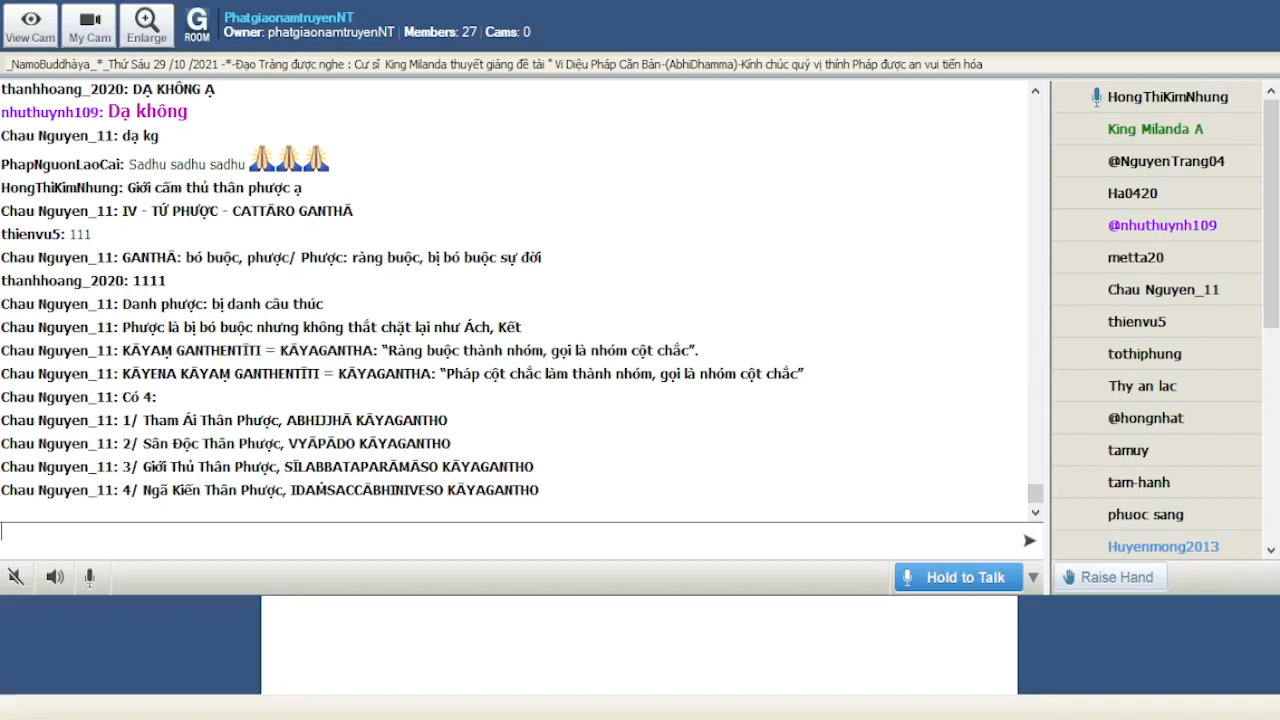 View Cam
My Cam
Enlarge
G
ROOM
PhatgiaonamtruyenNT
Owner: phatgiaonamtruyenNT | Members: 27 | Cams: 0
_NamoBuddhàya_*_Thứ Sáu 29 /10 /2021 -*-Đạo Tràng được nghe : Cư sĩ King Milanda thuyết giảng đề tài " Vi Diệu Pháp Căn Bản-(AbhiDhamma)-Kính chúc quý vị thính Pháp được an vui tiến hóa
thanhhoang_2020: DẠ KHÔNG Ạ
nhuthuynh109: Dạ không
Chau Nguyen_11: dạ kg
PhapNguonLaoCai: Sadhu sadhu sadhu
HongThiKimNhung: Giới cấm thủ thân phược ạ
Chau Nguyen_11: IV - TỨ PHƯỢC - CATTĀRO GANTHĀ
thienvu5: 111
Chau Nguyen_11: GANTHĀ: bó buộc, phược/ Phược: ràng buộc, bị bó buộc sự đời
thanhhoang_2020: 1111
Chau Nguyen_11: Danh phược: bị danh câu thúc
Chau Nguyen_11: Phược là bị bó buộc nhưng không thắt chặt lại như Ách, Kết
Chau Nguyen_11: KĀYAṂ GANTHENTĪTI = KĀYAGANTHA: “Ràng buộc thành nhóm, gọi là nhóm cột chắc”.
Chau Nguyen_11: KĀYENA KĀYAṂ GANTHENTĪTI = KĀYAGANTHA: “Pháp cột chắc làm thành nhóm, gọi là nhóm cột chắc”
Chau Nguyen_11: Có 4:
Chau Nguyen_11: 1/ Tham Ái Thân Phược, ABHIJJHĀ KĀYAGANTHO
Chau Nguyen_11: 2/ Sân Độc Thân Phược, VYĀPĀDO KĀYAGANTHO
Chau Nguyen_11: 3/ Giới Thủ Thân Phược, SĪLABBATAPARĀMĀSO KĀYAGANTHO
Chau Nguyen_11: 4/ Ngã Kiến Thân Phược, IDAṀSACCĀBHINIVESO KĀYAGANTHO
HongThiKimNhung
King Milanda A
@NguyenTrang04
Ha0420
@nhuthuynh109
metta20
Chau Nguyen_11
thienvu5
tothiphung
Thy an lac
@hongnhat
tamuy
tam-hanh
phuoc sang
Huyenmong2013
Hold to Talk
Raise Hand